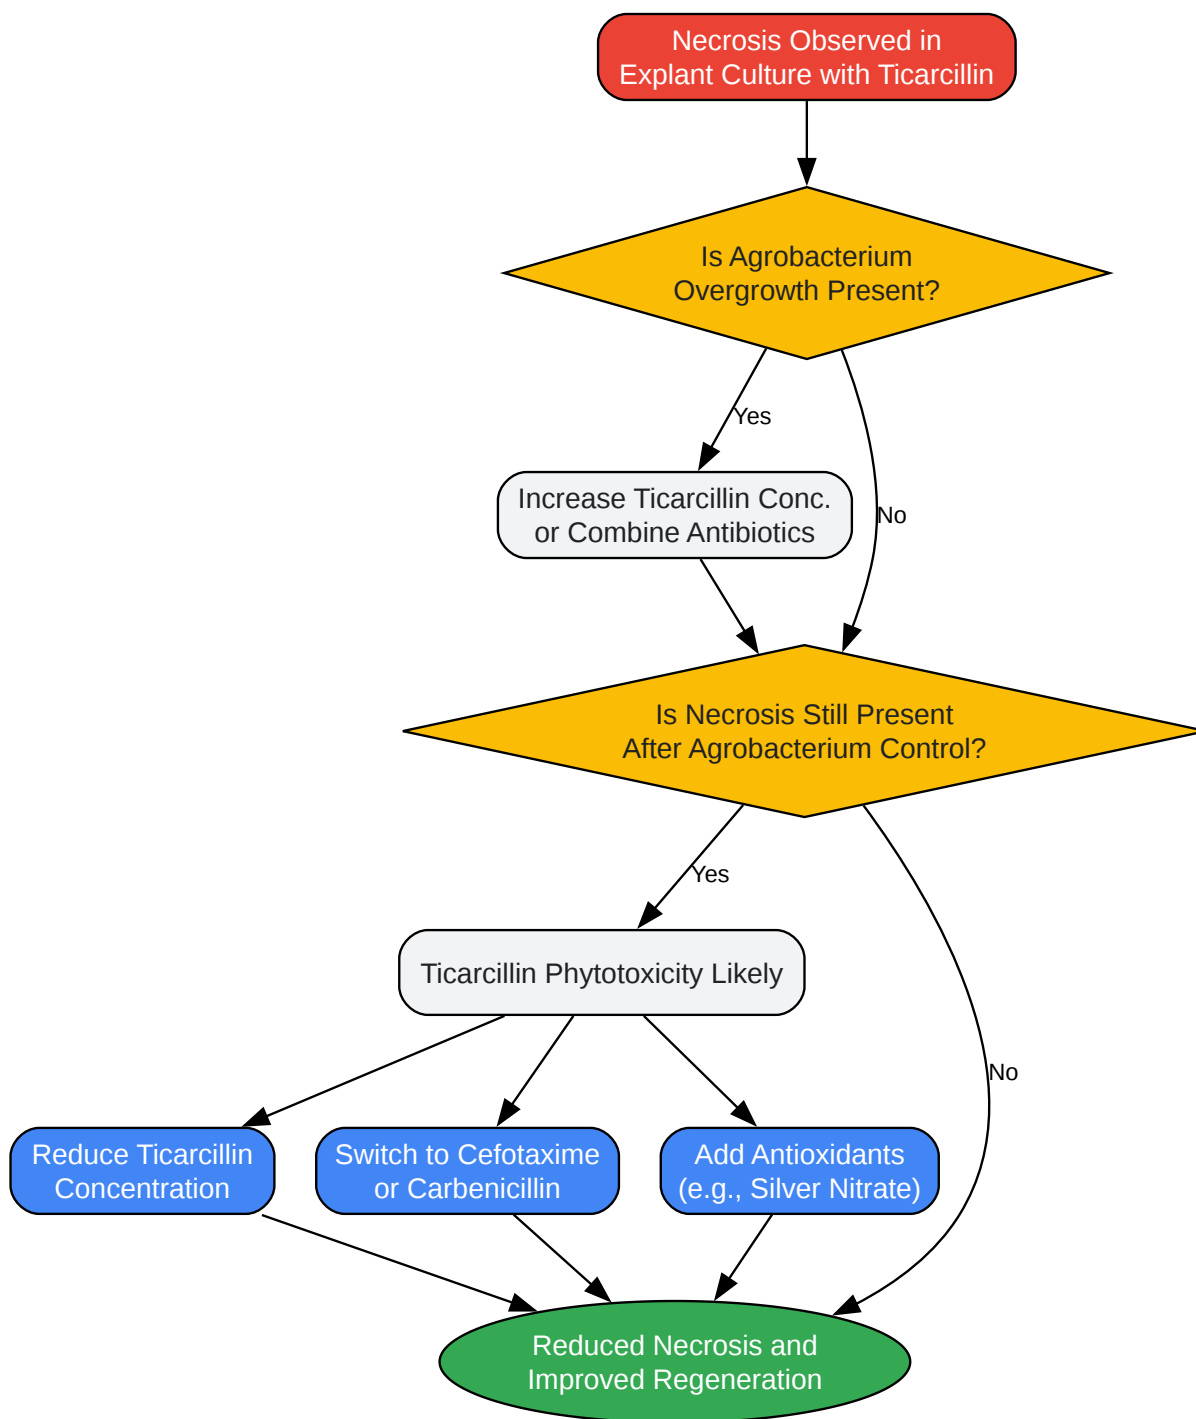 Necrosis Observed in
Explant Culture with Ticarcillin
Is Agrobacterium
Overgrowth Present?
Yes
Increase Ticarcillin Conc.
or Combine Antibiotics
No
Is Necrosis Still Present
After Agrobacterium Control?
Yes
Ticarcillin Phytotoxicity Likely
No
Reduce Ticarcillin
Concentration
Switch to Cefotaxime
or Carbenicillin
Add Antioxidants
(e.g., Silver Nitrate)
Reduced Necrosis and
Improved Regeneration